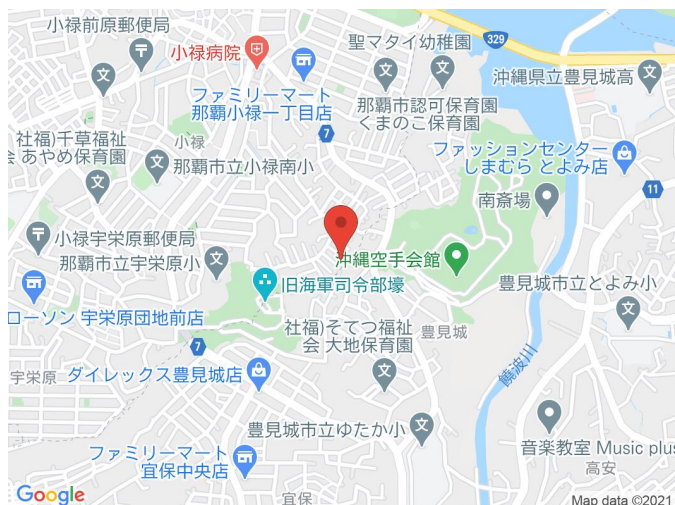 小禄前原郵便局
小禄病院
聖マタイ幼稚園
329
沖縄県立豊見城高
ファミリーマート
那覇小禄一丁目店
那覇市認可保育園
くまのこ保育園
7
社福)千草福祉
会 あやめ保育園
小禄
那覇市立小禄南小
ファッションセンター
しまむら とよみ店
11
南斎場
小禄宇栄原郵便局
那覇市立宇栄原小
沖縄空手会館
旧海軍司令部壕
豊見城市立とよみ小
ローソン 宇栄原団地前店
社福)そてつ福祉
会 大地保育園
豊見城
7
饒波川
宇栄原
ダイレックス豊見城店
豊見城市立ゆたか小
音楽教室 Music plus
高安
ファミリーマート
宜保中央店
宜保
Google
Map data ©2021